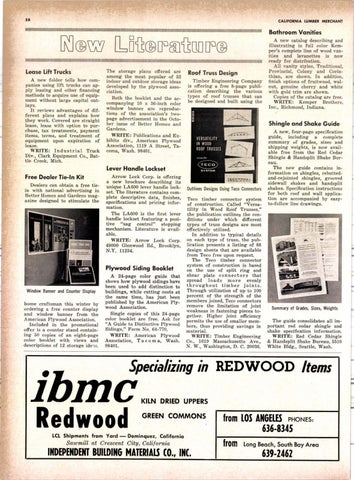 58
CALIFORNIA LUMBER MERCHANT
New Literature
Lease Lift Trucks
A new folder tells how companies using lift trucks can apply leasing and other financing methods to acquire use of equipment without large capital outlays.
It reviews advantages of different plans and explains how they work. Covered are straight lease, lease with option to purchase, tax treatments, payment items, terms, and treatment of equipment upon expiration of lease.
WRITE: Industrial Truck Div., Clark Equipment Co., Battle Creek, Mich.
Free Dealer Tie-In Kit
Dealers can obtain a free tie-in with national advertising in Better Homes and Gardens magazine designed to stimulate the
Window Banner and Counter Display
home craftsman this winter by ordering a free counter display and window banner from the American Plywood Association.
Included in the promotional offer is a counter stand containing 50 copies of an eight-page color booklet with views and descriptions of 12 storage ideas.
The storage plans offered are among the most popular of 52 indoor and outdoor storage ideas developed by the plywood association.
Both the booklet and the accompanying 18 x 50-inch color window banner are reproductions of the association's two-page advertisement in the October issue of Better Homes and Gardens.
WRITE: Publications and Exhibits div., American Plywood Association, 1119 A Street, Tacoma, Wash. 98401.
Lever Handle Lockset
Arrow Lock Corp. is offering a new brochure describing its unique LA600 lever handle lockset. The literature contains complete descriptive data, finishes, specifications and pricing information.
The LA600 is the first lever handle lockset featuring a positive "tag control" stopping mechanism. Literature is available.
WRITE: Arrow Lock Corp. 49000 Glenwood Rd., Brooklyn, N.Y. 11234.
Plywood Siding Booklet
A 24-page color guide that shows how plywood sidings have been used to add distinction to buildings, while cutting costs at the same time, has just been published by the American Plywood Association.
Single copies of this 24-page color booklet are free. Ask for "A Guide to Distinctive Plywood Sidings," Form No. 64-770.
WRITE: American Plywood Association, Tacoma, Wash. 98401.
Roof Truss Design
Timber Engineering Company is offering a free 8-page publication describing the various types of roof trusses that can be designed and built using the
VERSATILITY IN WOOD ROOF TRUSSES
TECO
Outlines Designs Using Teco Connectors
Teco timber connector system of construction. Called "Versatility in Wood Roof Trusses," the publication outlines the conditions under which different types of truss designs are most effectively utilized.
In addition to typical details on each type of truss, the publication presents a listing of 68 design sheets that are available from Teco free upon request.
The Teco timber connector system of construction is based on the use of split ring and shear plate connectors that spread loads more evenly throughout timber joints. Through utilization of up to 100 percent of the strength of the members joined, Teco connectors remove the limitation of joint weakness in fastening pieces together. Higher joint efficiency permits the use of smaller members, thus providing savings in material.
WRITE: Timber Engineering Co., 1619 Massachusetts Ave., N. W., Washington, D. C. 20036.
Bathroom Vanities
A new catalog describing and illustrating in full color Kemper's complete line of wood vanities and lavanettes is now ready for distribution.
All vanity styles, Traditional, Provincial, Colony and Cortinas, are shown. In addition, finish options of fruitwood, walnut, genuine cherry and white with gold trim are shown.
Copies of the catalog are free.
WRITE: Kemper Brothers, Inc., Richmond, Indiana.
Shingle and Shake Guide
A new, four-page specification guide, including a complete summary of grades, sizes and shipping weights, is now available free from the Red Cedar Shingle & Handsplit Shake Bureau.
The new guide contains information on shingles, rebutted-and-rejointed shingles, grooved sidewall shakes and handsplit shakes. Specification instructions for both roof and wall application are accompanied by easy-to-follow line drawings.
Summary of Grades, Sizes, Weights
The guide consolidates all important red cedar shingle and shake specification information.
WRITE: Red Cedar Shingle & Handsplit Shake Bureau, 5510 White Bldg., Seattle, Wash.
Specializing in REDWOOD Items
ibmc
Redwood
KILN DRIED UPPERS
GREEN COMMONS
LCL Shipments from Yard — Dominguez, California
Sawmill at Crescent City, California
INDEPENDENT BUILDING MATERIALS CO., INC.
from LOS ANGELES PHONES:
636-8345
from Long Beach, South Bay Area
639-2462